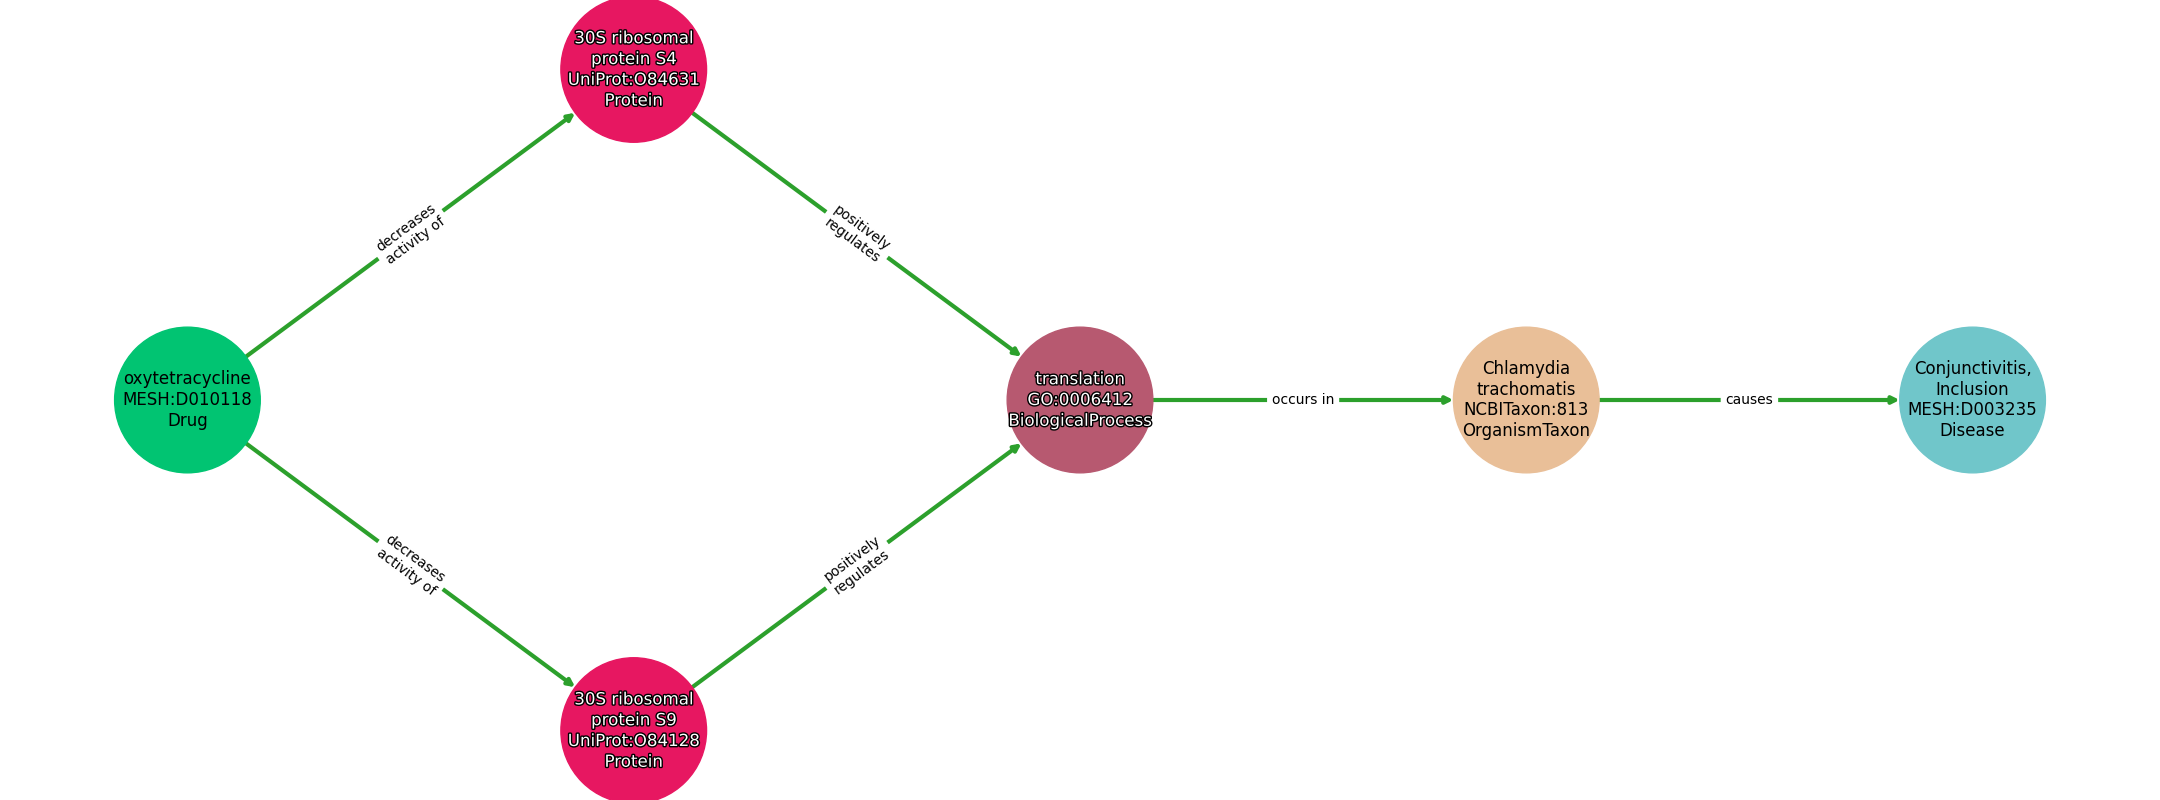 30S ribosomal
protein S4
UniProt:O84631
Protein
decreases
activity of
positively
regulates
oxytetracycline
MESH:D010118
Drug
translation
GO:0006412
BiologicalProcess
occurs in
Chlamydia
trachomatis
NCBITaxon:813
OrganismTaxon
causes
Conjunctivitis,
Inclusion
MESH:D003235
Disease
decreases
activity of
positively
regulates
30S ribosomal
protein S9
UniProt:O84128
Protein